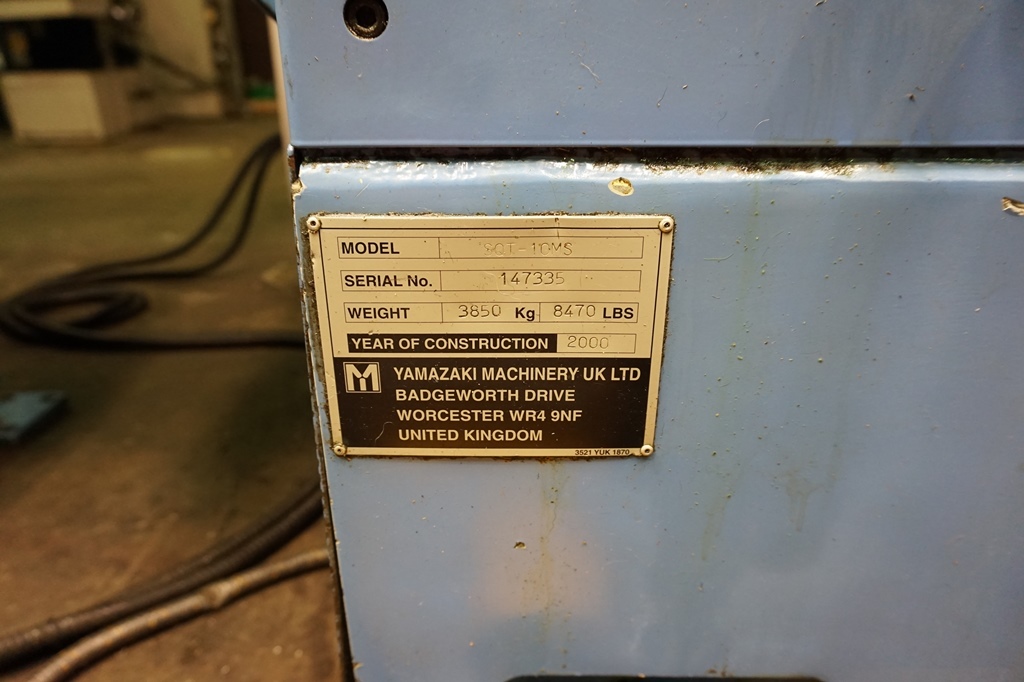 MODEL SQT-10MS
SERIAL No. 147335
WEIGHT 3850 Kg 8470 LBS
YEAR OF CONSTRUCTION 2000
YAMAZAKI MACHINERY UK LTD
BADGEWORTH DRIVE
WORCESTER WR4 9NF
UNITED KINGDOM
3521 YUK 1870